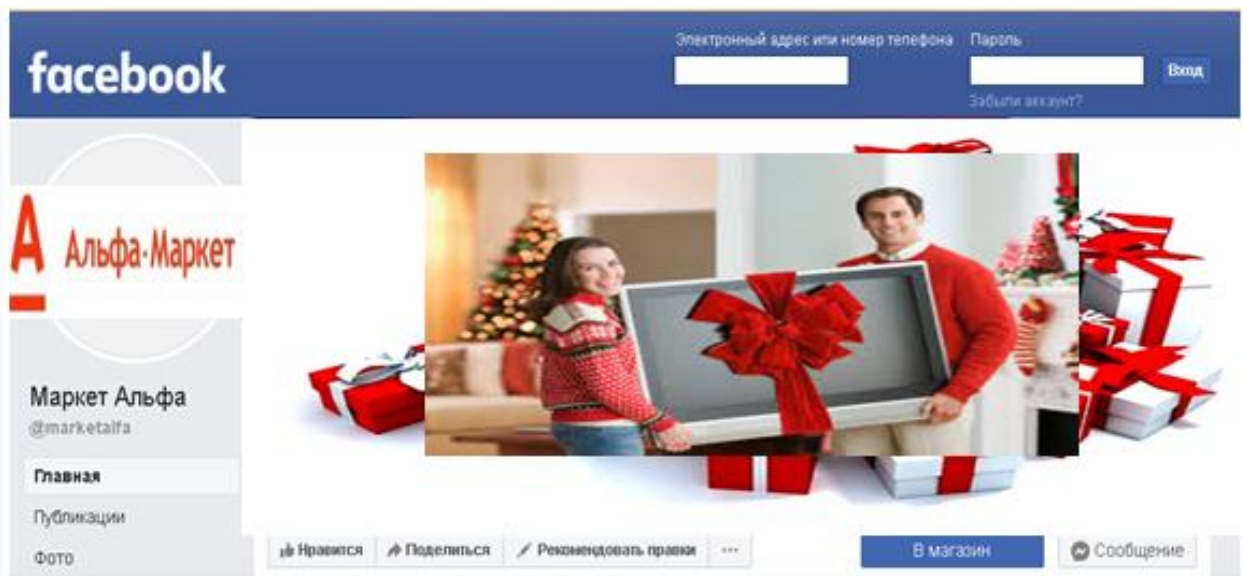 Электронный адрес или номер телефона Пароль
facebook
Вход
Забыли аккаунт?
А Альфа-Маркет
Маркет Альфа
@marketalfa
Главная
Публикации
Фото
Нравится Поделиться Рекомендовать правки ...
В магазин Сообщение